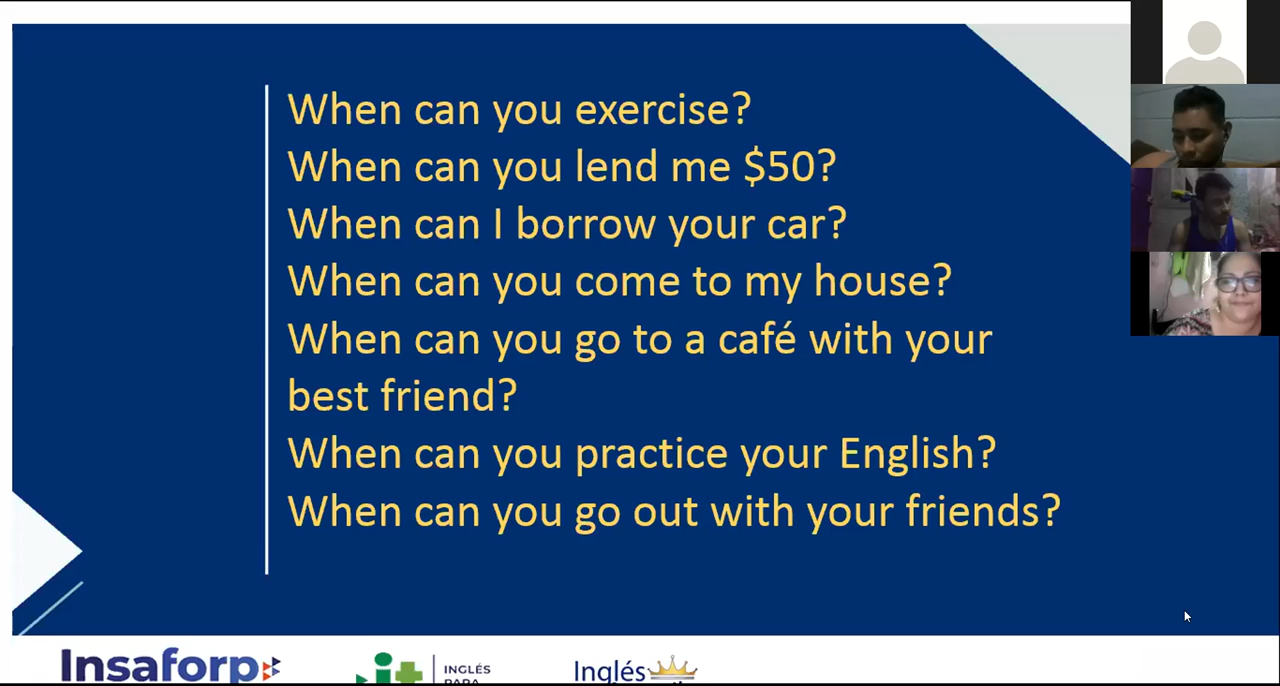 When can you exercise?
When can you lend me $50?
When can I borrow your car?
When can you come to my house?
When can you go to a café with your
best friend?
When can you practice your English?
When can you go out with your friends?
Insaforp
INGLÉS
Inglés